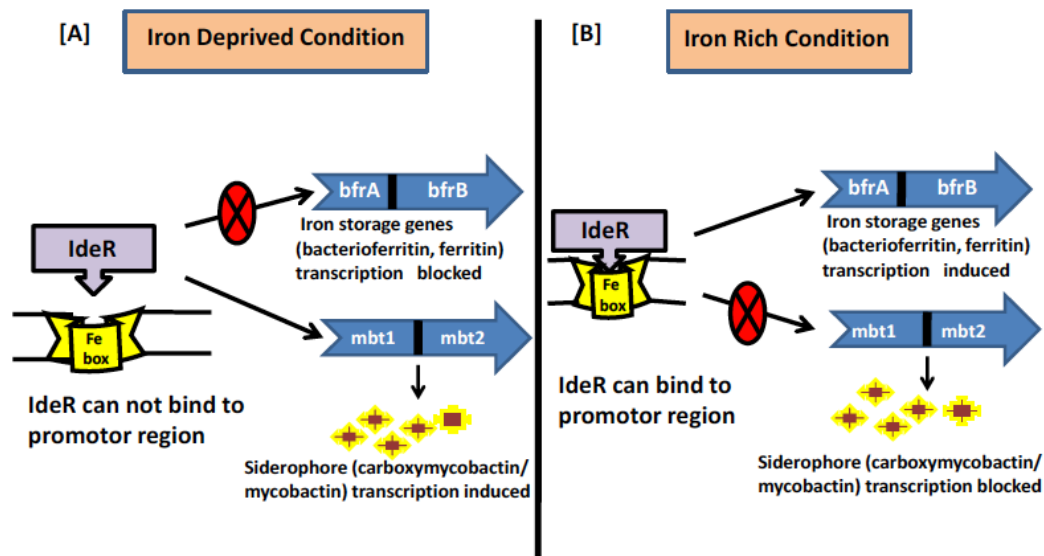 [A]
Iron Deprived Condition
bfrA bfrB
Iron storage genes
(bacterioferritin, ferritin)
transcription blocked
IdeR
Fe
box
mbt1 mbt2
IdeR can not bind to
promotor region
Siderophore (carboxymycobactin/
mycobactin) transcription induced
[B]
Iron Rich Condition
bfrA bfrB
Iron storage genes
(bacterioferritin, ferritin)
transcription induced
IdeR
Fe
box
mbt1 mbt2
IdeR can bind to
promotor region
Siderophore (carboxymycobactin/
mycobactin) transcription blocked